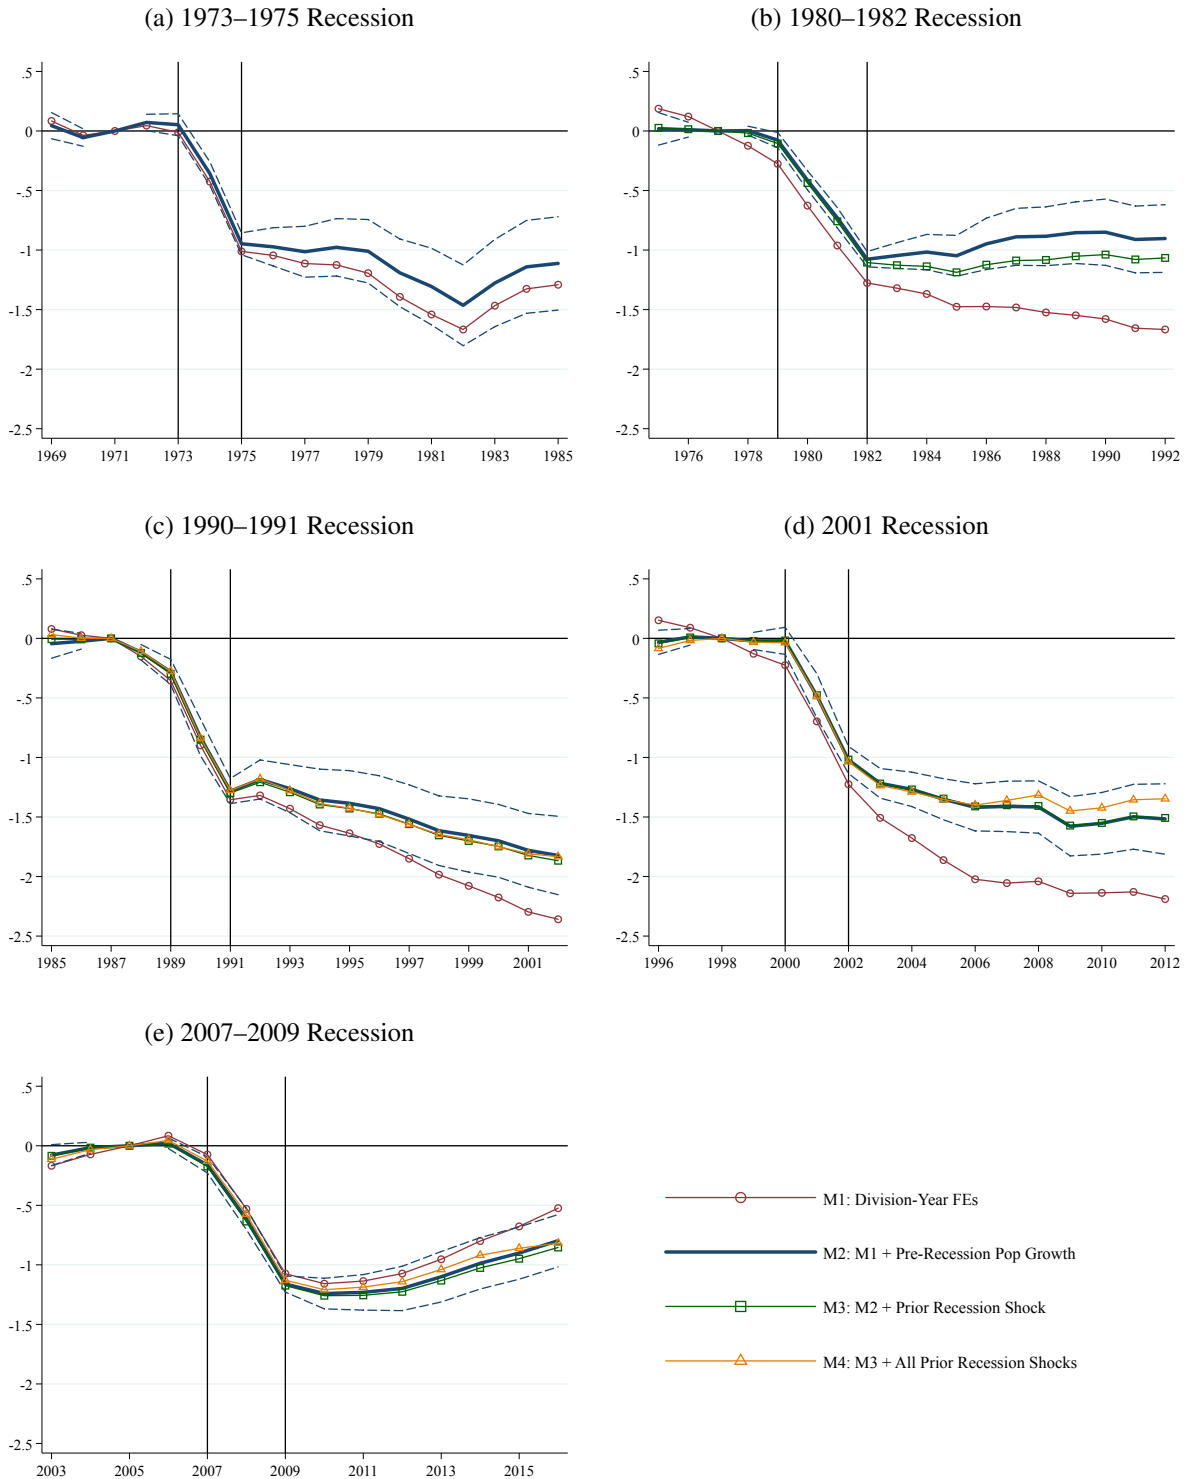 (a) 1973–1975 Recession
.5
0
-.5
-1
-1.5
-2
-2.5
1969 1971 1973 1975 1977 1979 1981 1983 1985
(b) 1980–1982 Recession
.5
0
-.5
-1
-1.5
-2
-2.5
1976 1978 1980 1982 1984 1986 1988 1990 1992
(c) 1990–1991 Recession
.5
0
-.5
-1
-1.5
-2
-2.5
1985 1987 1989 1991 1993 1995 1997 1999 2001
(d) 2001 Recession
.5
0
-.5
-1
-1.5
-2
-2.5
1996 1998 2000 2002 2004 2006 2008 2010 2012
(e) 2007–2009 Recession
.5
0
-.5
-1
-1.5
-2
-2.5
2003 2005 2007 2009 2011 2013 2015
M1: Division-Year FEs
M2: M1 + Pre-Recession Pop Growth
M3: M2 + Prior Recession Shock
M4: M3 + All Prior Recession Shocks